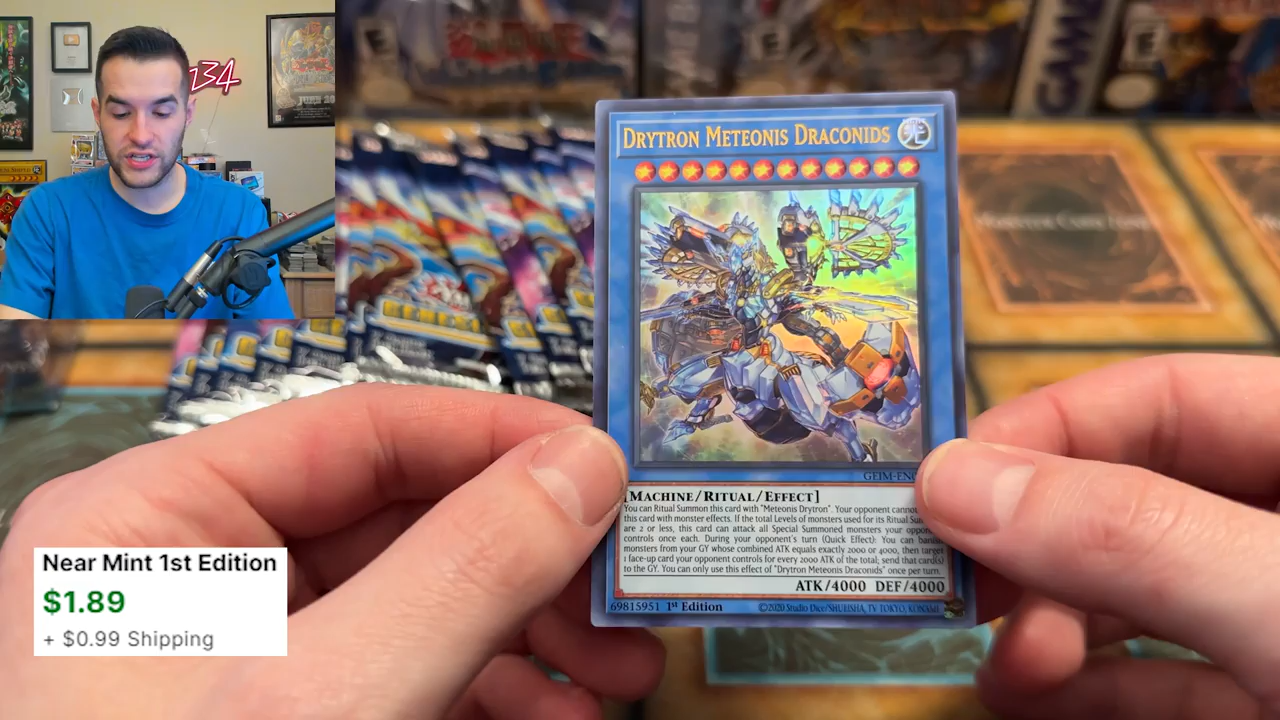 134
DRYTRON METEONIS DRACONIDS
GEIM-EN0
[MACHINE/RITUAL/EFFECT]
You can Ritual Summon this card with "Meteonis Drytron". Your opponent cannot
this card with monster effects. If the total Levels of monsters used for its Ritual
are 2 or less, this card can attack all Special Summoned monsters your
controls once each. During your opponent's turn (Quick Effect): You can
monsters from your GY whose combined ATK equals exactly 2000 or 4000, then target
1 face-up card your opponent controls for every 2000 ATK of the total; send that card(s)
to the GY. You can only use this effect of "Drytron Meteonis Draconids" once per turn.
ATK/4000 DEF/4000
69815951 1st Edition ©2020 Studio Dice/SHUEISHA, TV TOKYO, KONAMI
Near Mint 1st Edition
$1.89
+ $0.99 Shipping
GAME